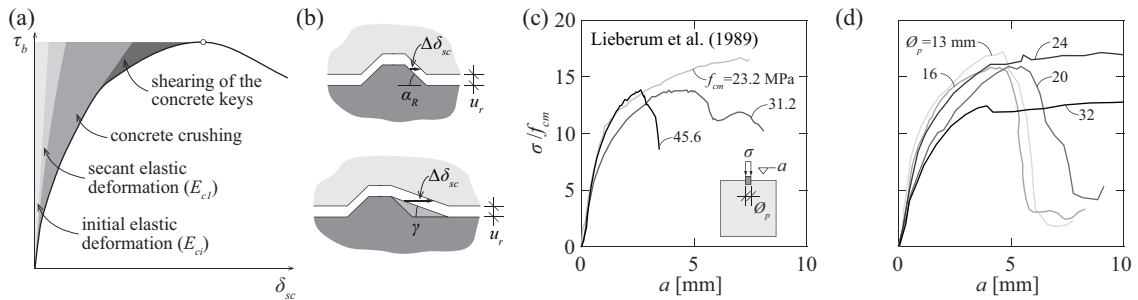 (a)
τb
shearing of the
concrete keys
concrete crushing
secant elastic
deformation (Ec1)
initial elastic
deformation (Eci)
δsc
(b)
Δδsc
αR
ur
Δδsc
γ
ur
(c)
20
15
10
5
0
σ/fcm
Lieberum et al. (1989)
fcm=23.2 MPa
31.2
45.6
σ
a
Øp
0
5
10
a [mm]
(d)
Øp=13 mm
24
16
20
32
0
5
10
a [mm]